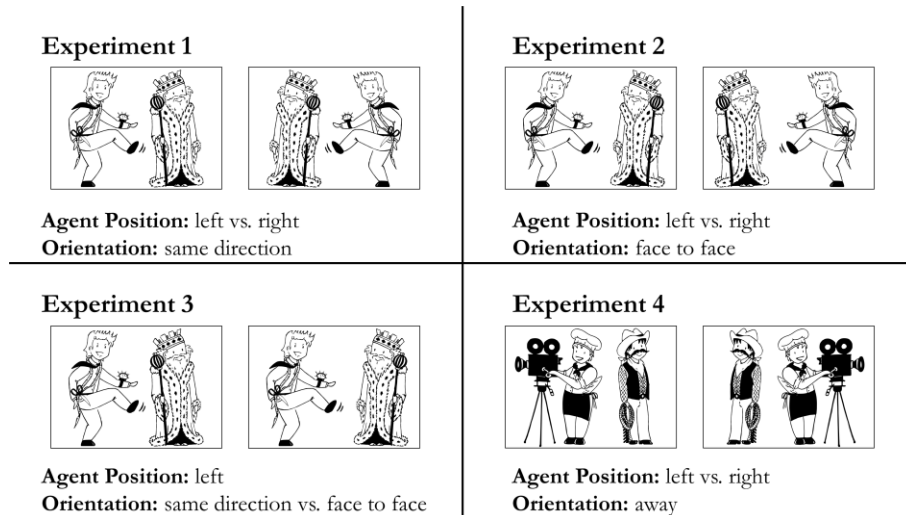 Experiment 1
Agent Position: left vs. right
Orientation: same direction
Experiment 2
Agent Position: left vs. right
Orientation: face to face
Experiment 3
Agent Position: left
Orientation: same direction vs. face to face
Experiment 4
Agent Position: left vs. right
Orientation: away